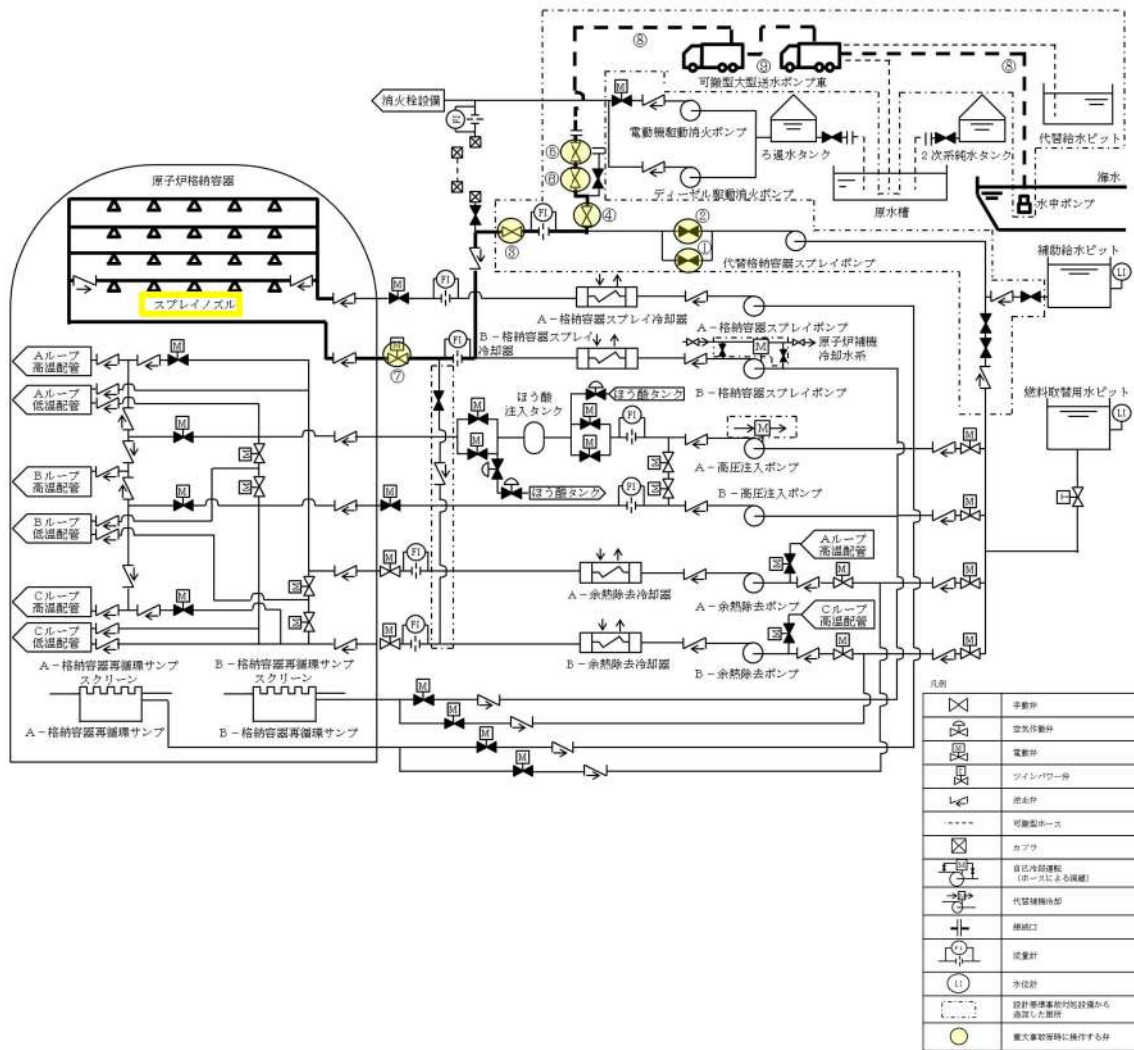 ⑧
⑨
⑧
可搬型大型送水ポンプ車
消火栓設備
FI
M
電動機駆動消火ポンプ
ろ過水タンク
2次系純水タンク
代替給水ピット
⑤
⑥
ディーゼル駆動消火ポンプ
原水槽
海水
水中ポンプ
原子炉格納容器
④
③
FI
②
①
代替格納容器スプレイポンプ
補助給水ピット
LI
スプレイノズル
M
FI
A-格納容器スプレイ冷却器
A-格納容器スプレイポンプ
B-格納容器スプレイ
冷却器
M
原子炉補機
冷却水系
M
⑦
FI
B-格納容器スプレイポンプ
燃料取替用水ピット
LI
Aループ
高温配管
M
Aループ
低温配管
ほう酸
注入タンク
ほう酸タンク
M
M
M
FI
M
M
M
A-高圧注入ポンプ
M
Bループ
高温配管
M
M
M
M
ほう酸タンク
FI
B-高圧注入ポンプ
M
M
M
M
Bループ
低温配管
Aループ
高温配管
M
FI
A-余熱除去ポンプ
M
M
M
A-余熱除去冷却器
Cループ
高温配管
M
M
Cループ
高温配管
Cループ
低温配管
M
M
FI
B-余熱除去冷却器
B-余熱除去ポンプ
M
M
M
A-格納容器再循環サンプ
スクリーン
B-格納容器再循環サンプ
スクリーン
M
M
A-格納容器再循環サンプ
B-格納容器再循環サンプ
M
M
凡例
手動弁
空気作動弁
M
電動弁
ツインパワー弁
逆止弁
可搬型ホース
カプラ
M
自己冷却運転
(ホースによる接続)
代替補機冷却
接続口
FI
流量計
LI
水位計
設計基準事故対処設備から
追加した箇所
重大事故等時に操作する弁